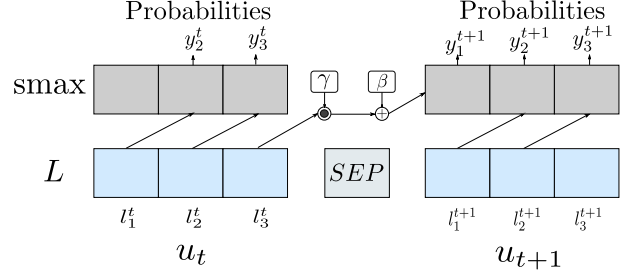 Probabilities Probabilities
y_2^t y_3^t y_1^{t+1} y_2^{t+1} y_3^{t+1}
smax γ β
L SEP
l_1^t l_2^t l_3^t l_1^{t+1} l_2^{t+1} l_3^{t+1}
u_t u_{t+1}